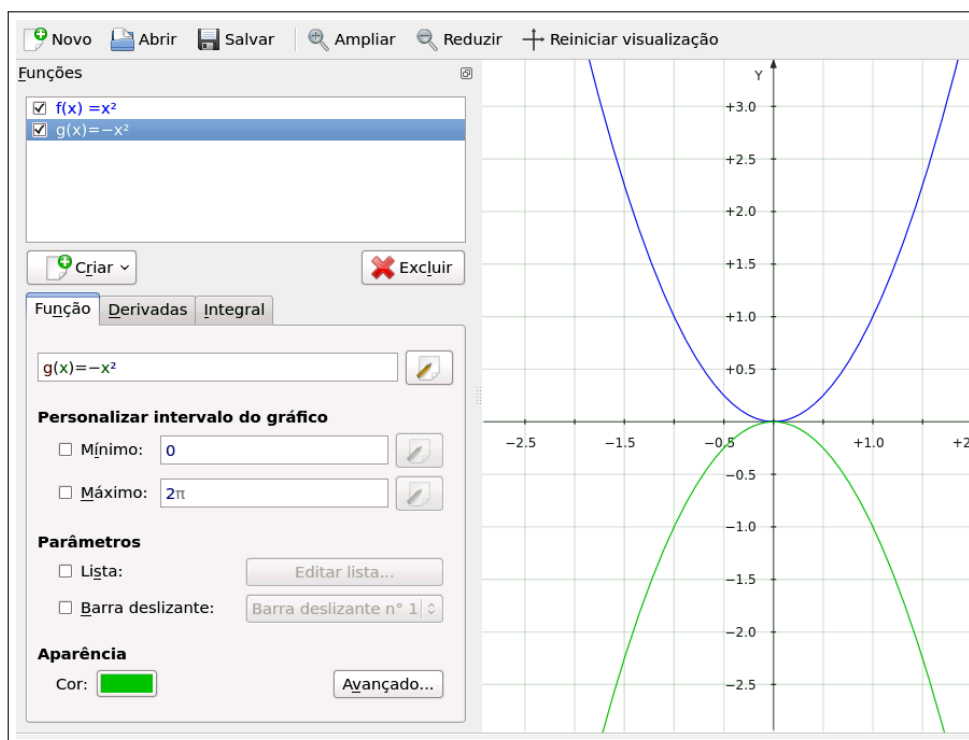 Novo Abrir Salvar Ampliar Reduzir Reiniciar visualização
Funções
f(x) =x²
g(x)=−x²
Criar Excluir
Função Derivadas Integral
g(x)=−x²
Personalizar intervalo do gráfico
Mínimo: 0
Máximo: 2π
Parâmetros
Lista: Editar lista...
Barra deslizante: Barra deslizante n° 1
Aparência
Cor: Avançado...
Y
+3.0
+2.5
+2.0
+1.5
+1.0
+0.5
−2.5 −1.5 −0.5 +1.0 +2
−0.5
−1.0
−1.5
−2.0
−2.5